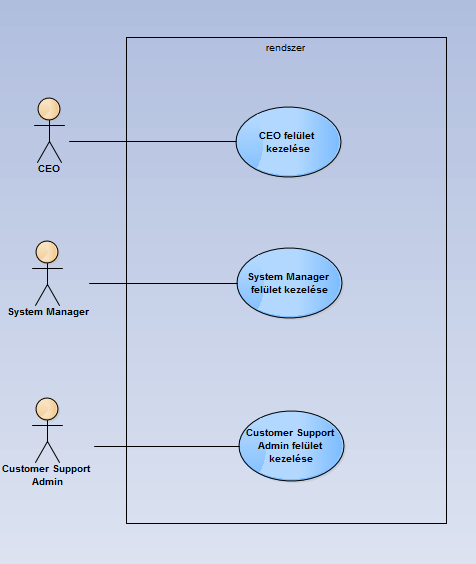 rendszer
CEO felület
kezelése
CEO
System Manager
felület kezelése
System Manager
Customer Support
Admin felület
kezelése
Customer Support
Admin